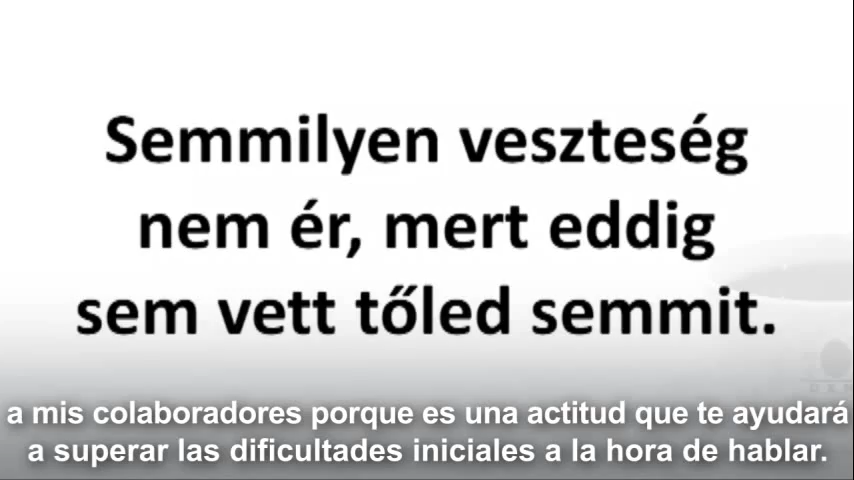 Semmilyen veszteség
nem ér, mert eddig
sem vett tőled semmit.
a mis colaboradores porque es una actitud que te ayudará
a superar las dificultades iniciales a la hora de hablar.